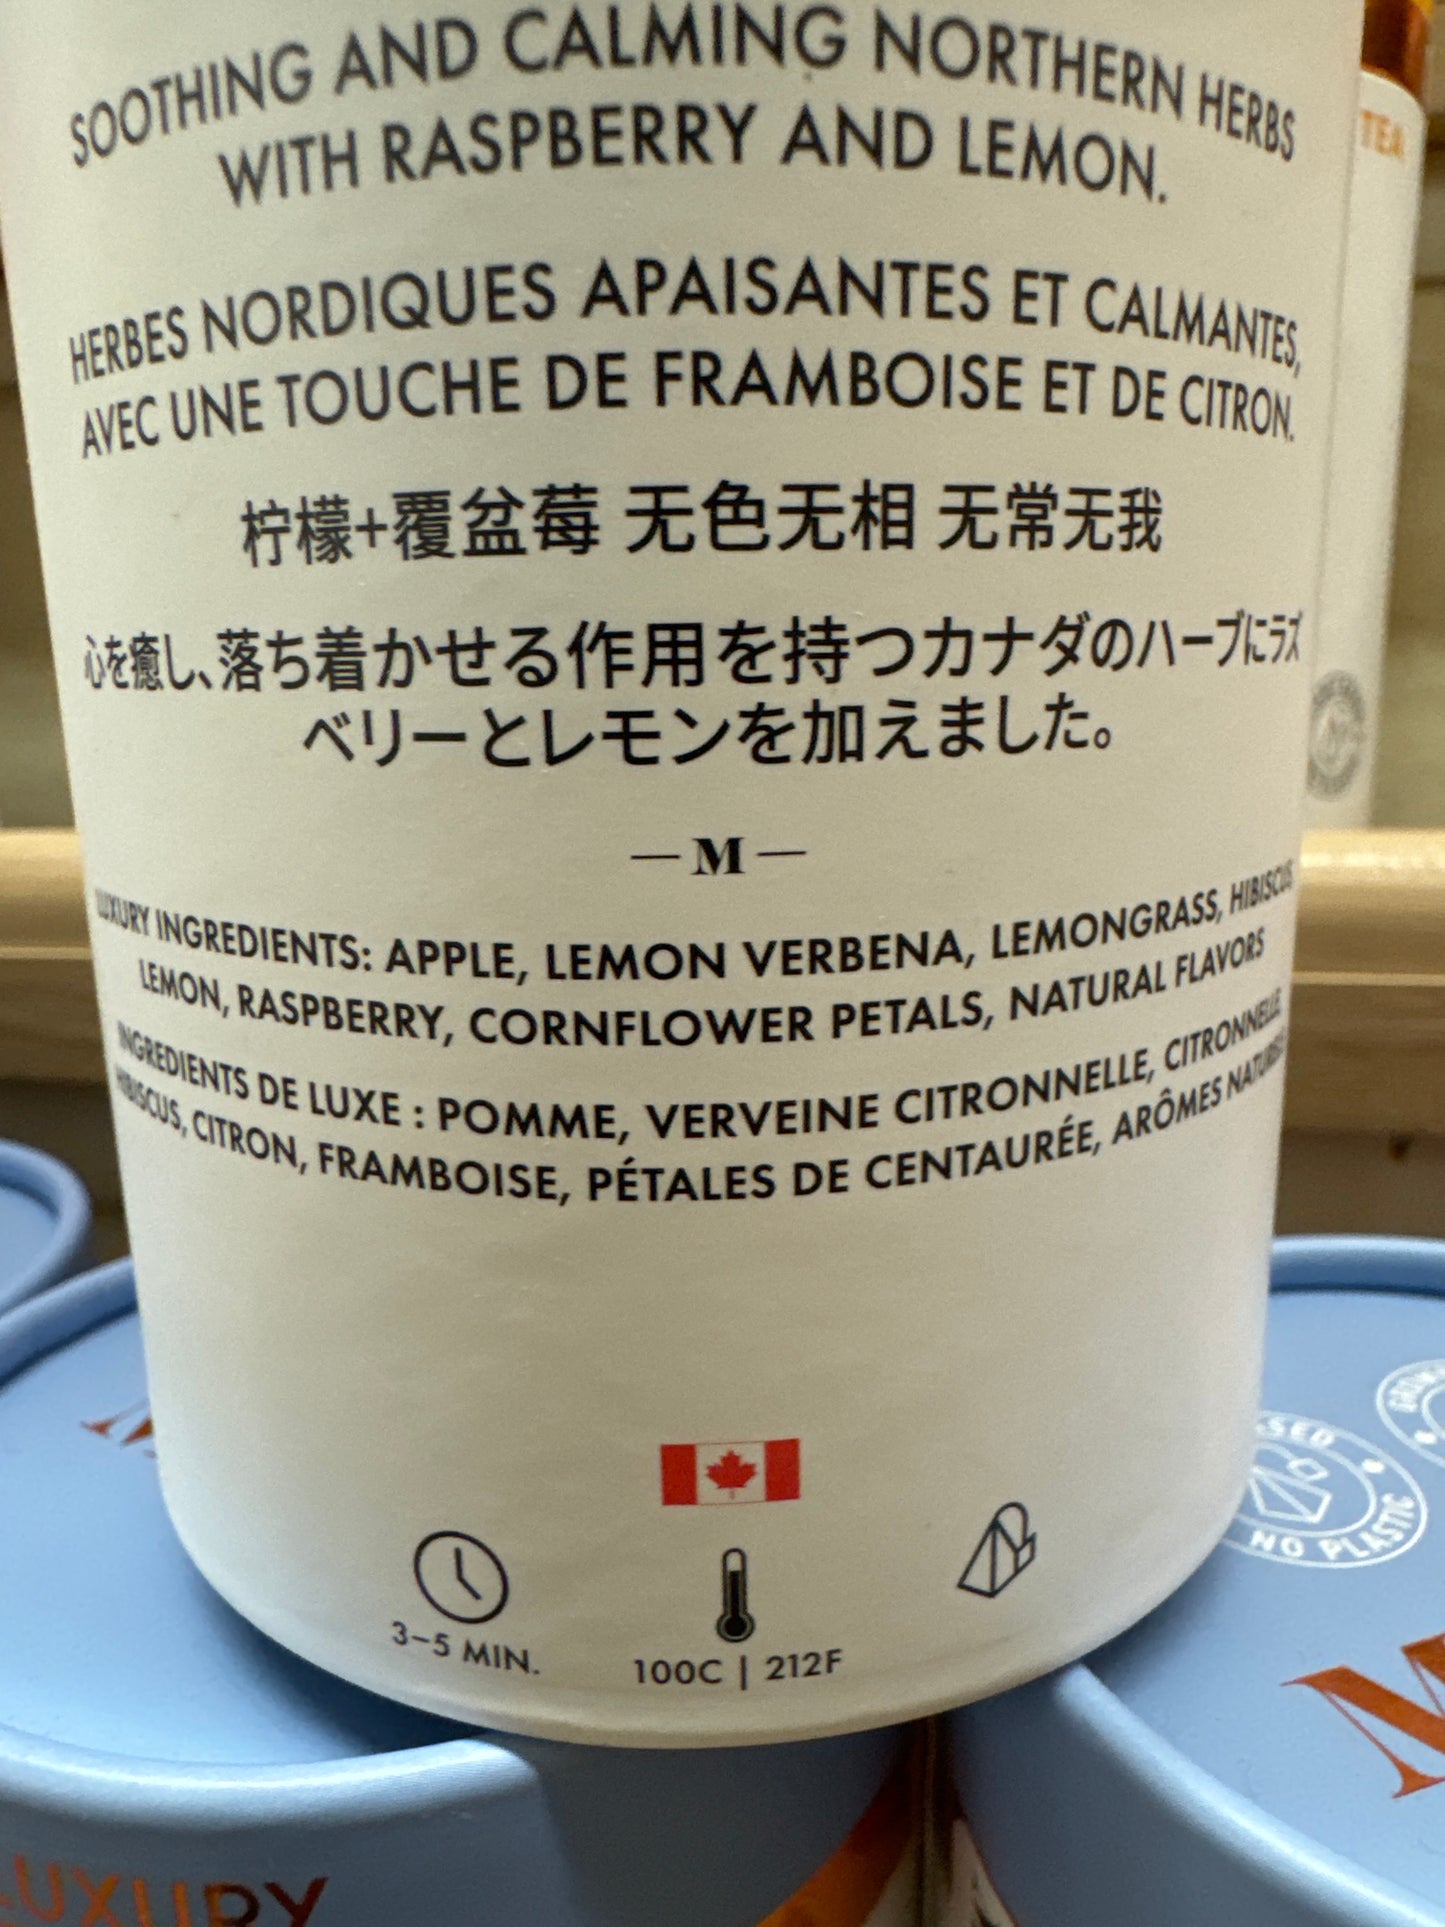 SOOTHING AND CALMING NORTHERN HERBS
WITH RASPBERRY AND LEMON.
HERBES NORDIQUES APAISANTES ET CALMANTES,
AVEC UNE TOUCHE DE FRAMBOISE ET DE CITRON.
柠檬+覆盆莓 无色无相 无常无我
心を癒し、落ち着かせる作用を持つカナダのハーブにラズ
ベリーとレモンを加えました。
M
LUXURY INGREDIENTS: APPLE, LEMON VERBENA, LEMONGRASS, HIBISCUS
LEMON, RASPBERRY, CORNFLOWER PETALS, NATURAL FLAVORS
INGREDIENTS DE LUXE : POMME, VERVEINE CITRONNELLE, CITRONNELLE
HIBISCUS, CITRON, FRAMBOISE, PÉTALES DE CENTAURÉE, ARÔMES NATURELS
3–5 MIN.
100C | 212F
TEA
NO PLASTIC
M
LUXURY